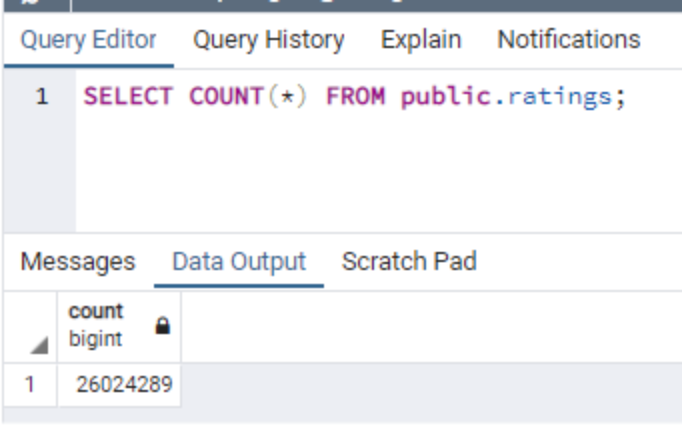 Query Editor Query History Explain Notifications
1 SELECT COUNT(*) FROM public.ratings;
Messages Data Output Scratch Pad
count
bigint
1 26024289